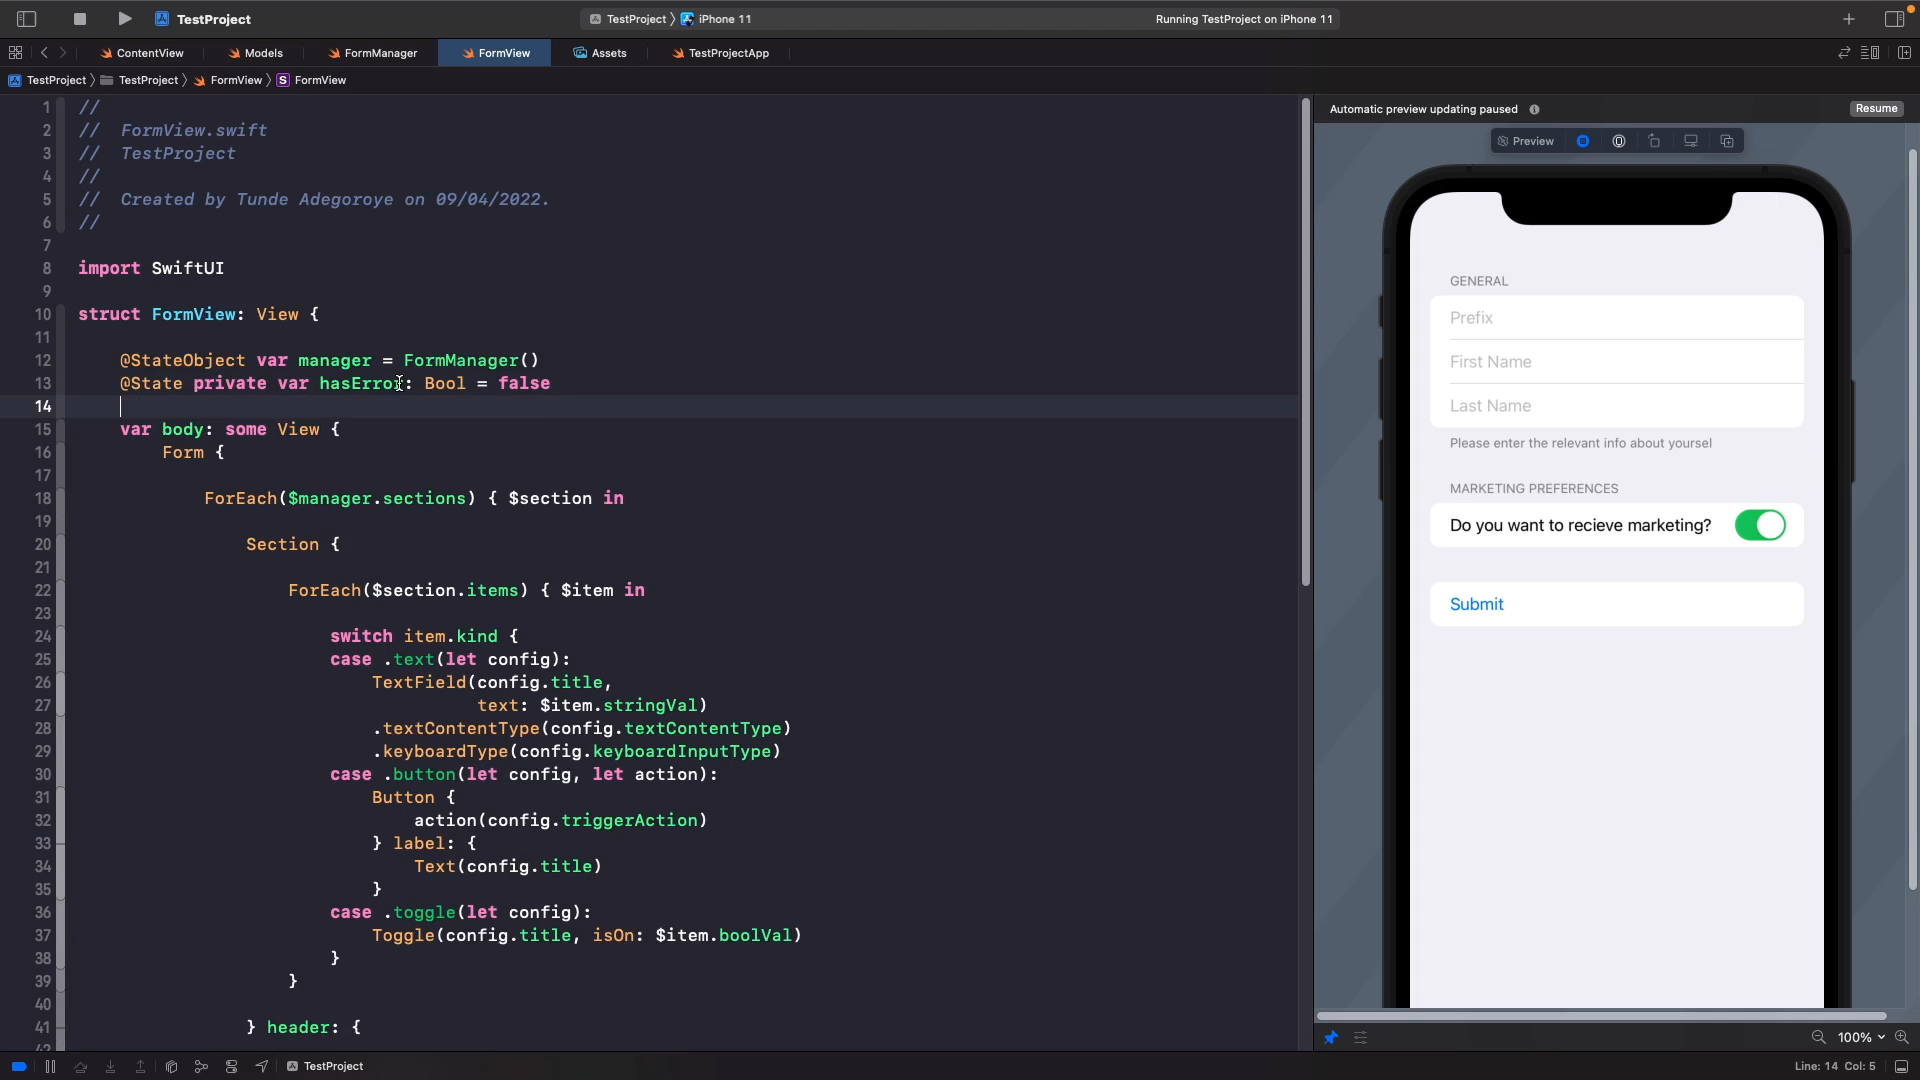 TestProject
TestProject
iPhone 11
Running TestProject on iPhone 11
ContentView
Models
FormManager
FormView
Assets
TestProjectApp
TestProject
TestProject
FormView
S FormView
1 //
2 //  FormView.swift
3 //  TestProject
4 //
5 //  Created by Tunde Adegoroye on 09/04/2022.
6 //
7
8 import SwiftUI
9
10 struct FormView: View {
11
12 @StateObject var manager = FormManager()
13 @State private var hasError: Bool = false
14
15 var body: some View {
16 Form {
17
18 ForEach($manager.sections) { $section in
19
20 Section {
21
22 ForEach($section.items) { $item in
23
24 switch item.kind {
25 case .text(let config):
26 TextField(config.title,
27 text: $item.stringVal)
28 .textContentType(config.textContentType)
29 .keyboardType(config.keyboardInputType)
30 case .button(let config, let action):
31 Button {
32 action(config.triggerAction)
33 } label: {
34 Text(config.title)
35 }
36 case .toggle(let config):
37 Toggle(config.title, isOn: $item.boolVal)
38 }
39 }
40
41 } header: {
42
Automatic preview updating paused
Resume
Preview
GENERAL
Prefix
First Name
Last Name
Please enter the relevant info about yoursel
MARKETING PREFERENCES
Do you want to recieve marketing?
Submit
100%
TestProject
Line: 14 Col: 5